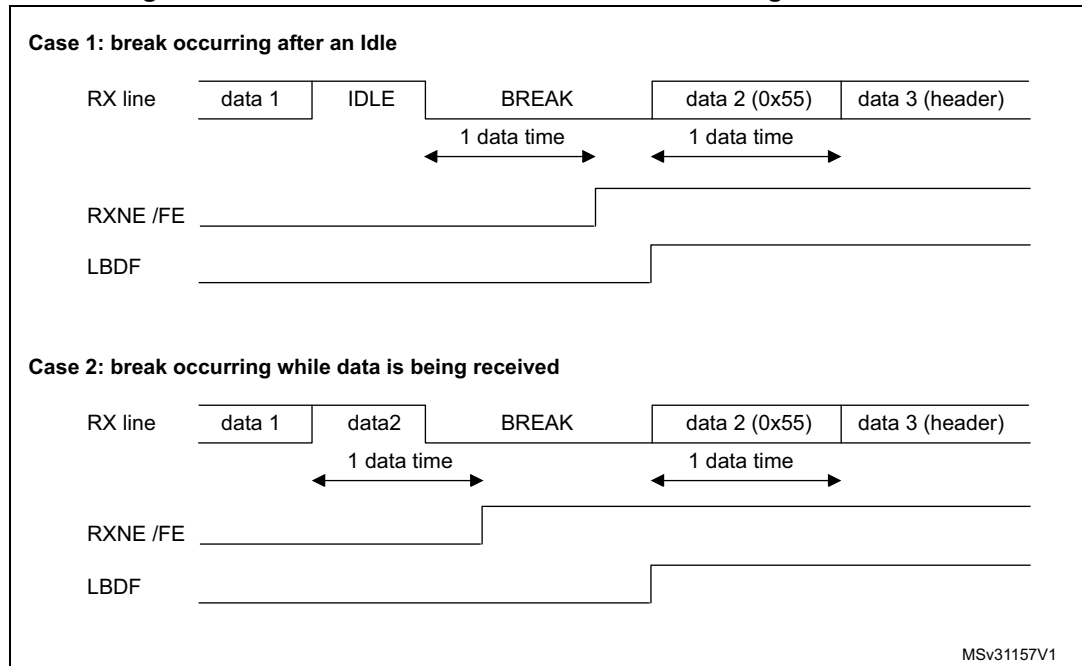 Case 1: break occurring after an Idle
RX line data 1 IDLE BREAK data 2 (0x55) data 3 (header)
1 data time 1 data time
RXNE /FE
LBDF
Case 2: break occurring while data is being received
RX line data 1 data2 BREAK data 2 (0x55) data 3 (header)
1 data time 1 data time
RXNE /FE
LBDF
MSv31157V1